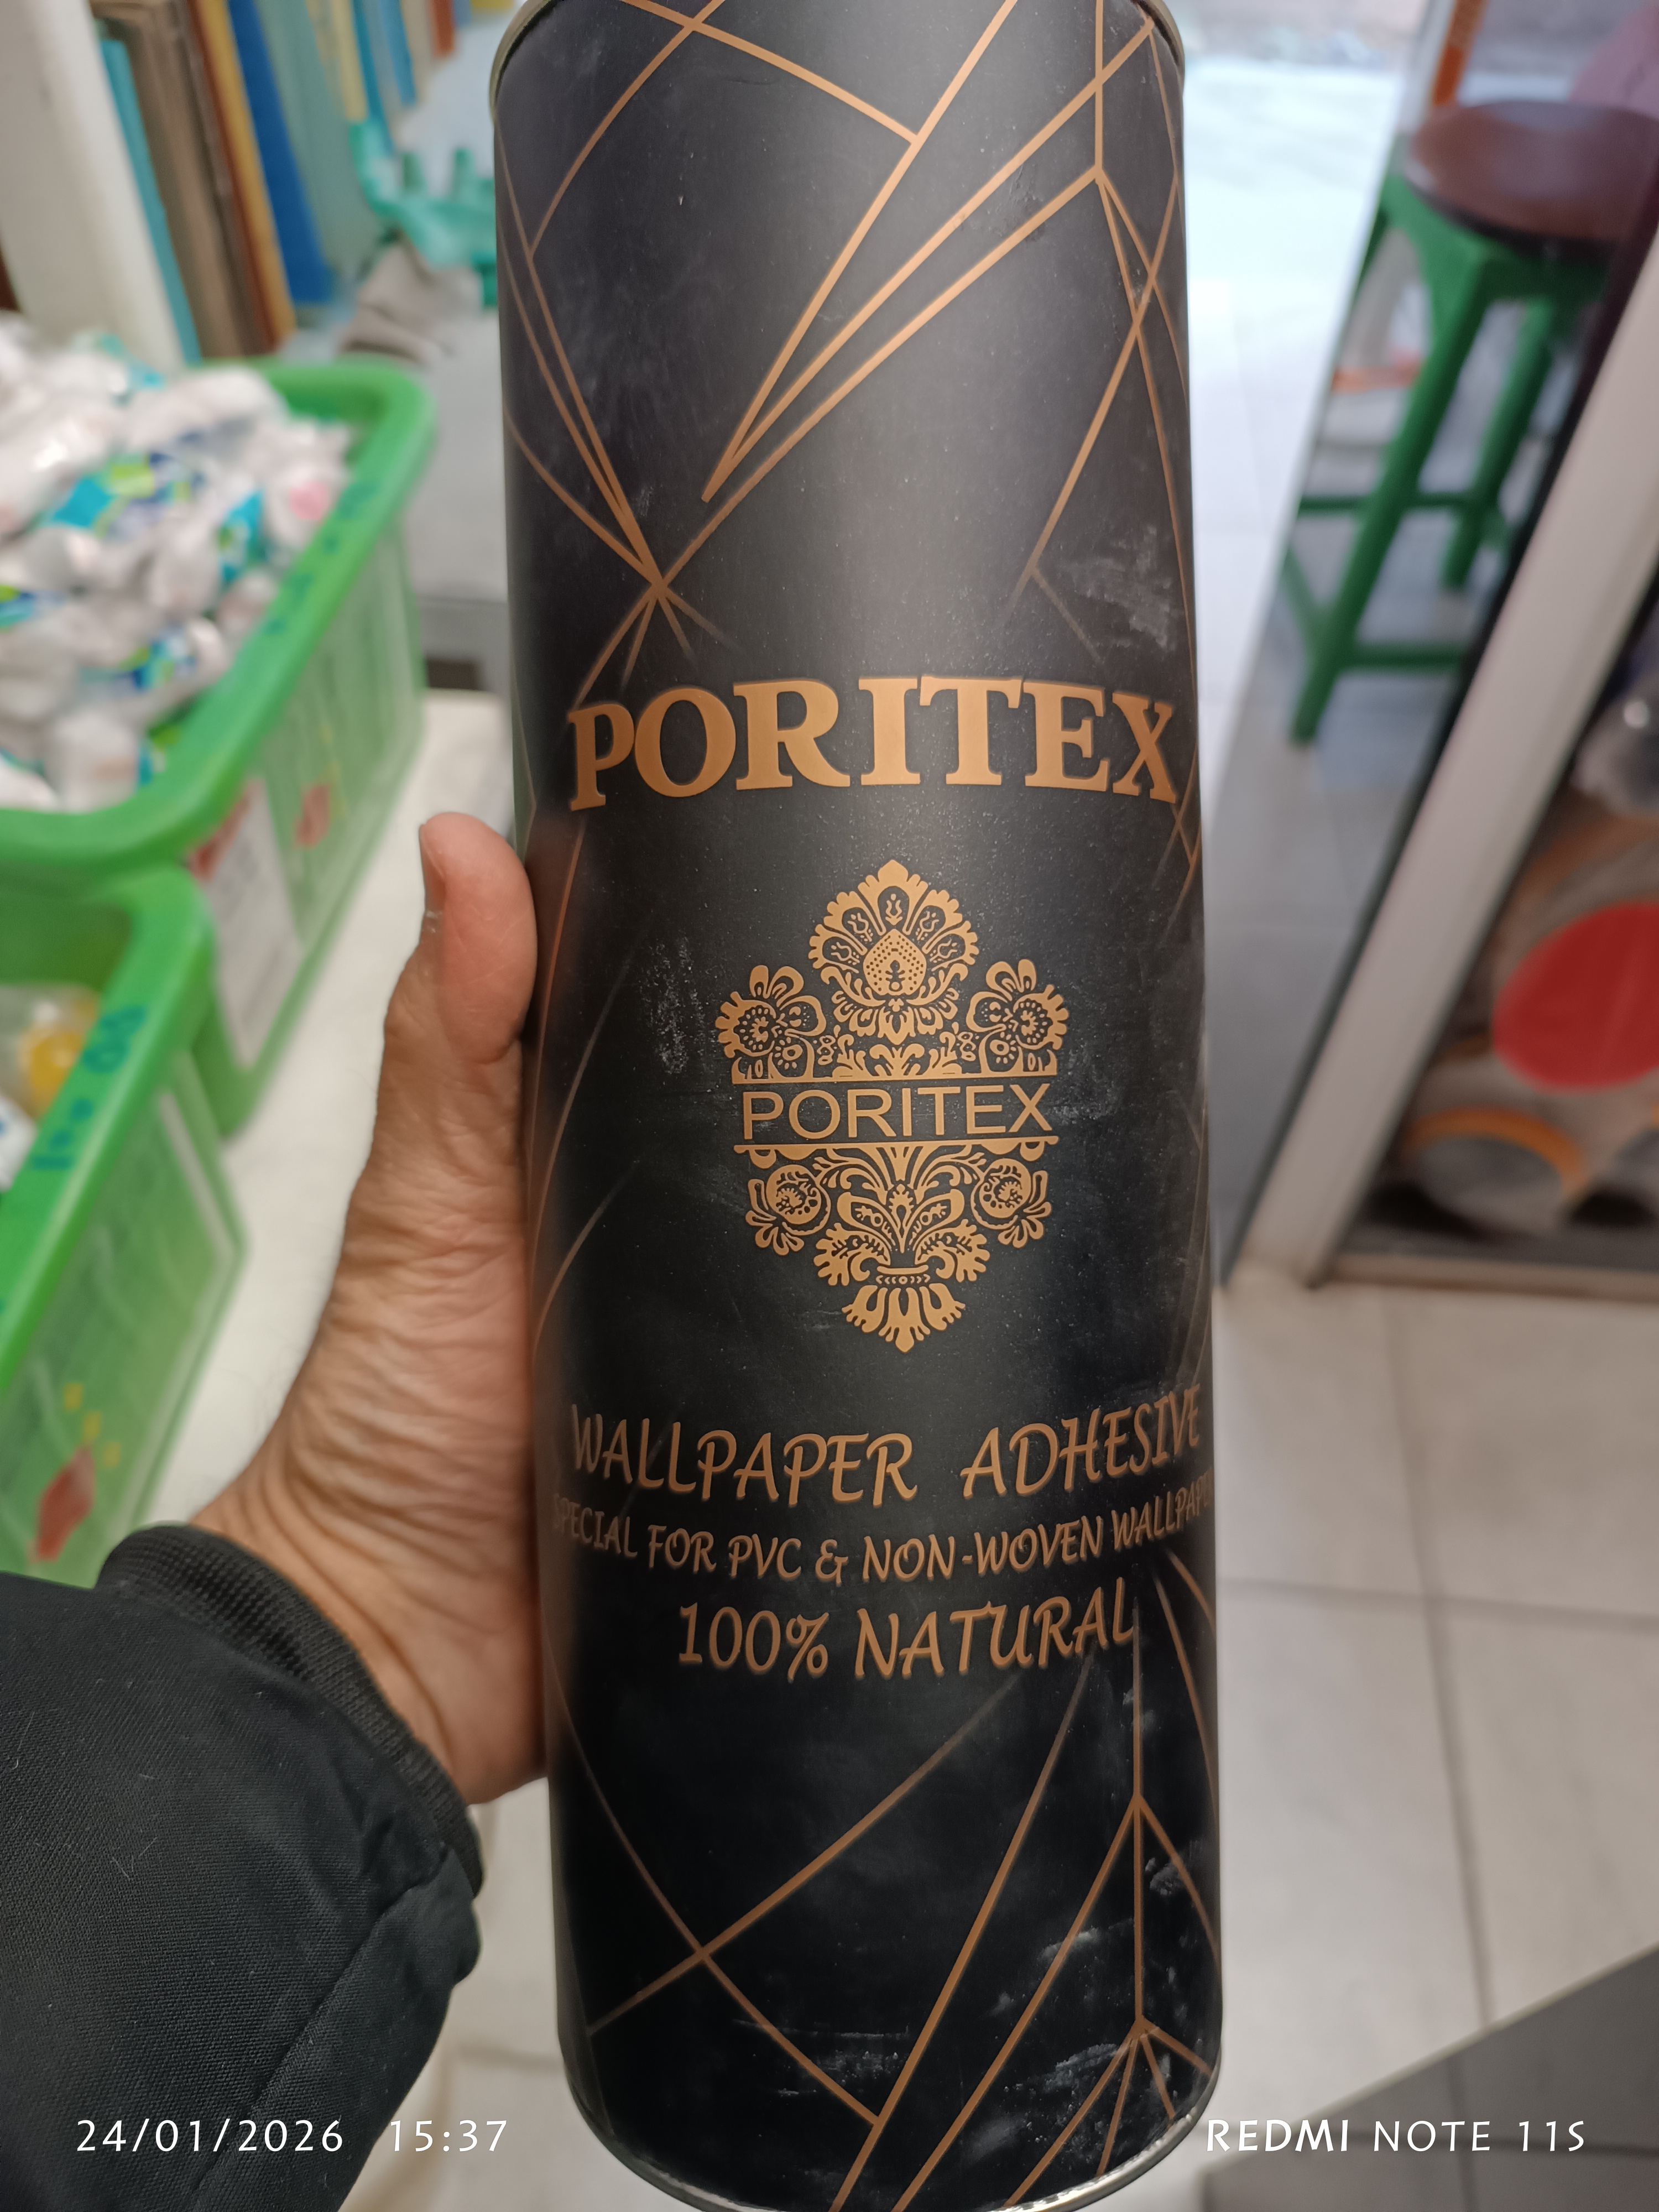 PORITEX
PORITEX
WALLPAPER ADHESIVE
SPECIAL FOR PVC & NON-WOVEN WALLPAPER
100% NATURAL
24/01/2026 15:37
REDMI NOTE 11S